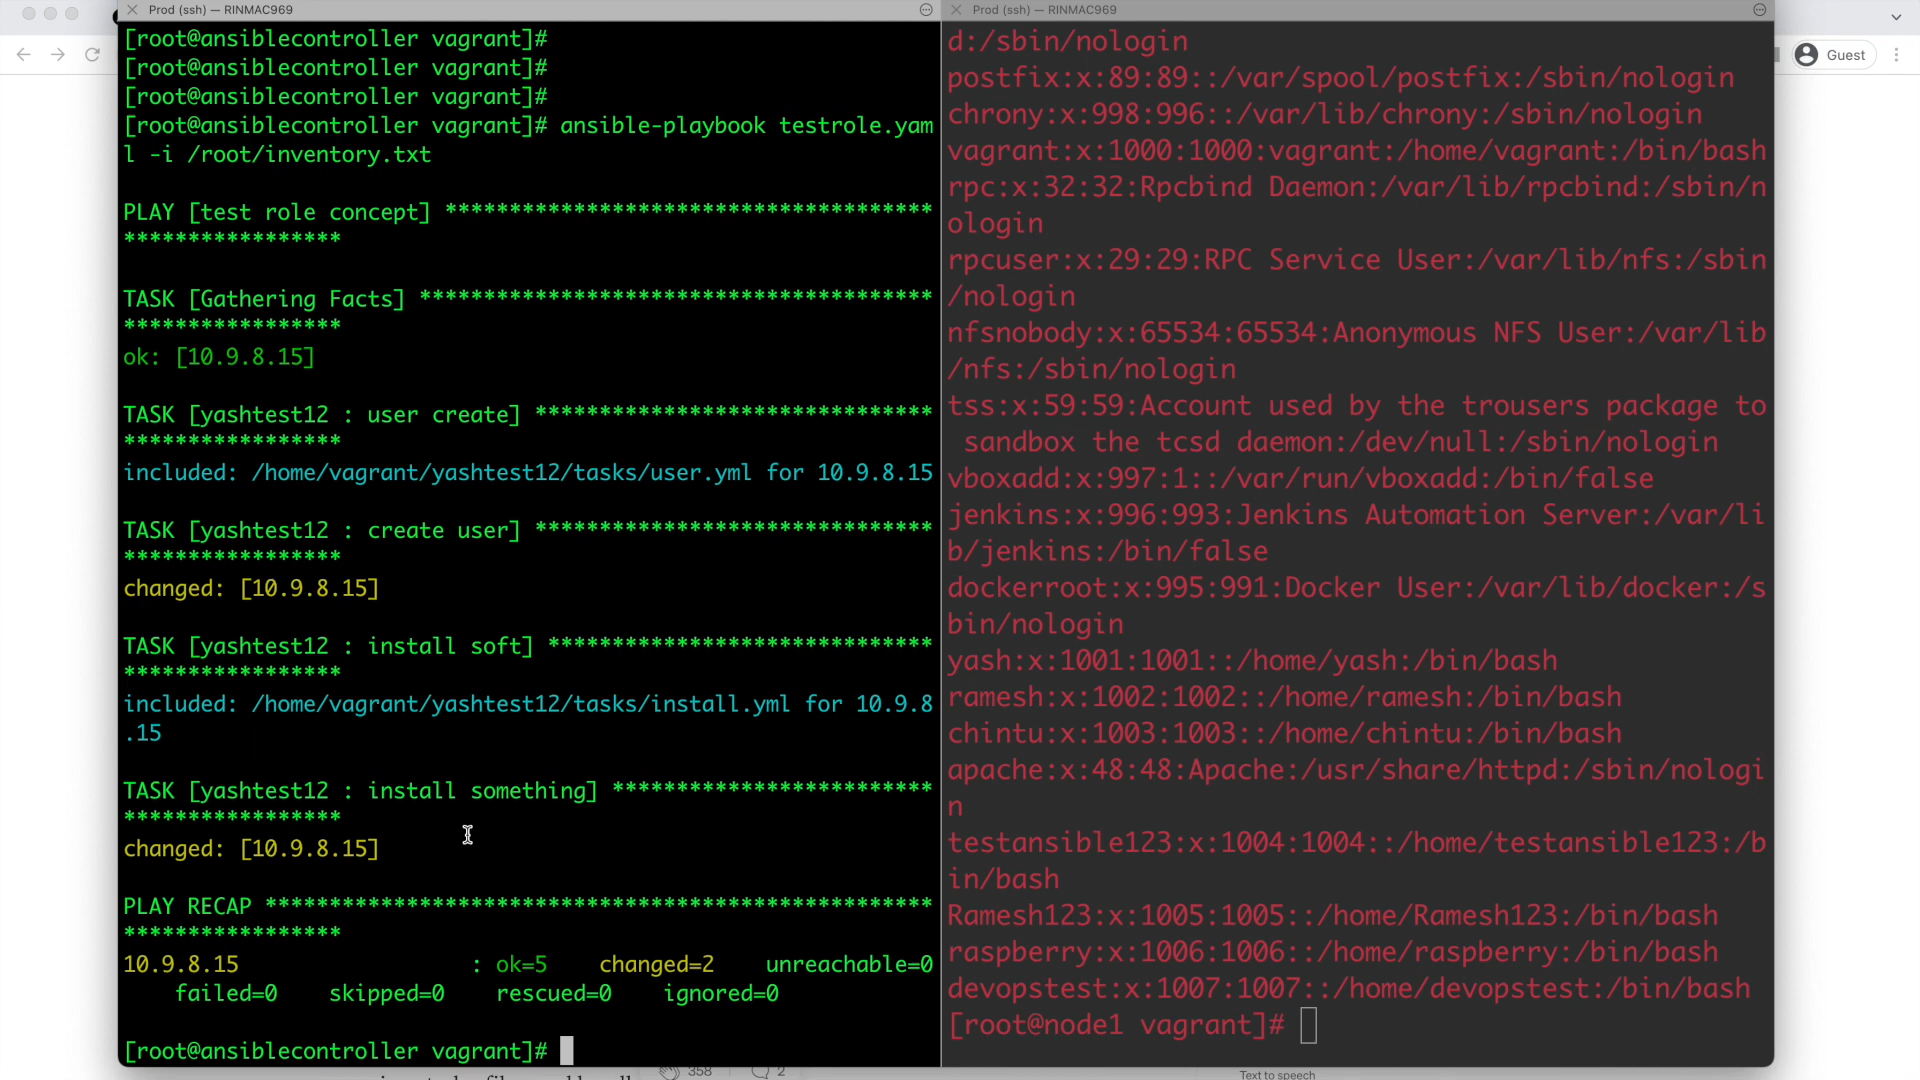 Prod (ssh) — RINMAC969
[root@ansiblecontroller vagrant]#
[root@ansiblecontroller vagrant]#
[root@ansiblecontroller vagrant]#
[root@ansiblecontroller vagrant]# ansible-playbook testrole.yam
l -i /root/inventory.txt
PLAY [test role concept] **************************************
*****************
TASK [Gathering Facts] ****************************************
*****************
ok: [10.9.8.15]
TASK [yashtest12 : user create] *******************************
*****************
included: /home/vagrant/yashtest12/tasks/user.yml for 10.9.8.15
TASK [yashtest12 : create user] *******************************
*****************
changed: [10.9.8.15]
TASK [yashtest12 : install soft] ******************************
*****************
included: /home/vagrant/yashtest12/tasks/install.yml for 10.9.8
.15
TASK [yashtest12 : install something] *************************
*****************
changed: [10.9.8.15]
PLAY RECAP ****************************************************
*****************
10.9.8.15 : ok=5 changed=2 unreachable=0
failed=0 skipped=0 rescued=0 ignored=0
[root@ansiblecontroller vagrant]#
Prod (ssh) — RINMAC969
d:/sbin/nologin
postfix:x:89:89::/var/spool/postfix:/sbin/nologin
chrony:x:998:996::/var/lib/chrony:/sbin/nologin
vagrant:x:1000:1000:vagrant:/home/vagrant:/bin/bash
rpc:x:32:32:Rpcbind Daemon:/var/lib/rpcbind:/sbin/n
ologin
rpcuser:x:29:29:RPC Service User:/var/lib/nfs:/sbin
/nologin
nfsnobody:x:65534:65534:Anonymous NFS User:/var/lib
/nfs:/sbin/nologin
tss:x:59:59:Account used by the trousers package to
sandbox the tcsd daemon:/dev/null:/sbin/nologin
vboxadd:x:997:1::/var/run/vboxadd:/bin/false
jenkins:x:996:993:Jenkins Automation Server:/var/li
b/jenkins:/bin/false
dockerroot:x:995:991:Docker User:/var/lib/docker:/s
bin/nologin
yash:x:1001:1001::/home/yash:/bin/bash
ramesh:x:1002:1002::/home/ramesh:/bin/bash
chintu:x:1003:1003::/home/chintu:/bin/bash
apache:x:48:48:Apache:/usr/share/httpd:/sbin/nologi
n
testansible123:x:1004:1004::/home/testansible123:/b
in/bash
Ramesh123:x:1005:1005::/home/Ramesh123:/bin/bash
raspberry:x:1006:1006::/home/raspberry:/bin/bash
devopstest:x:1007:1007::/home/devopstest:/bin/bash
[root@node1 vagrant]#
Guest
358 2
Text to speech